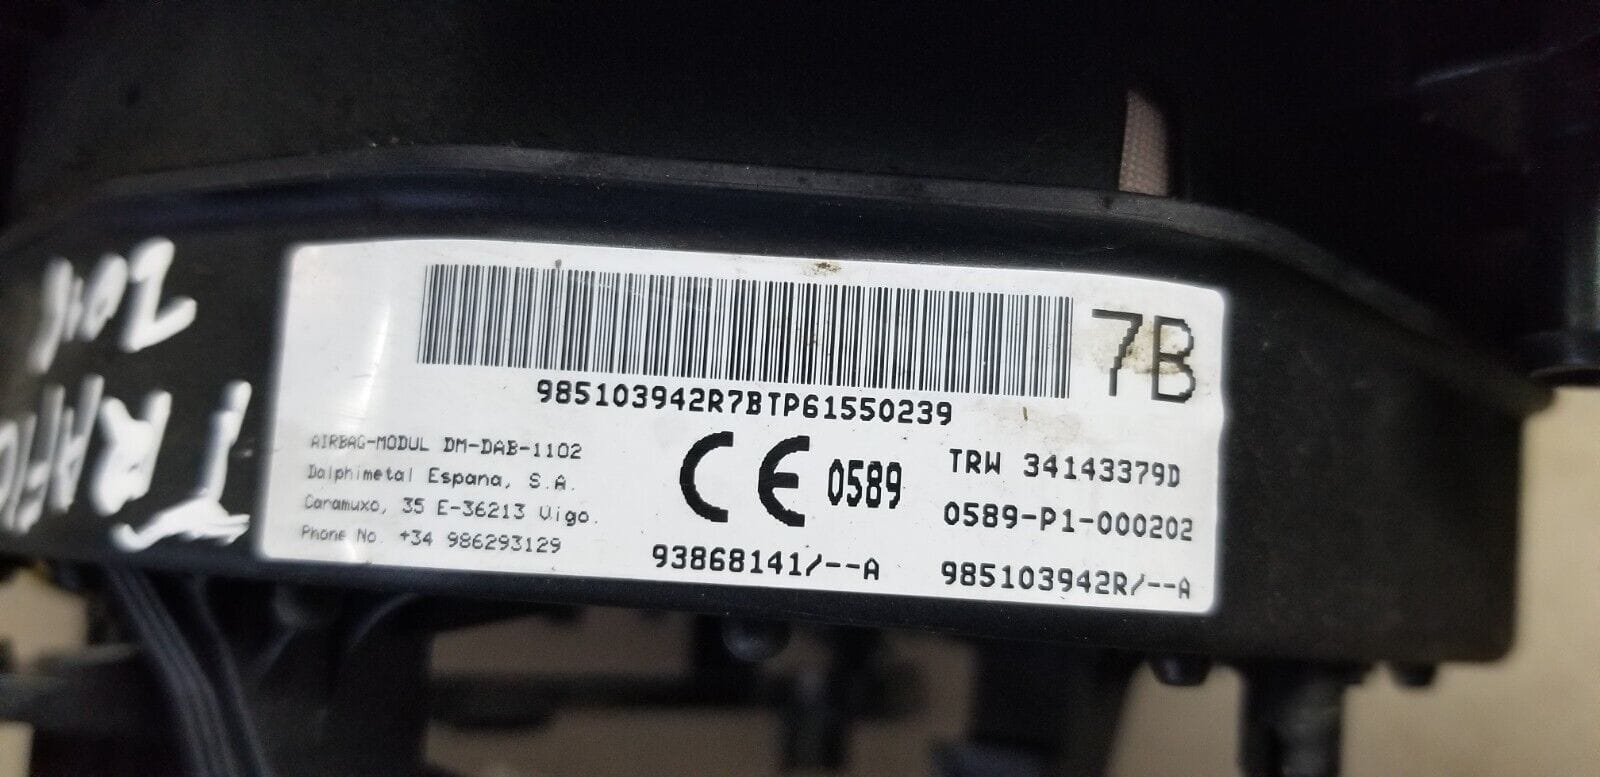 985103942R7BTP61550239
7B
AIRBAG-MODUL DM-DAB-1102
Dalphimetal Espana, S.A.
Caramuxo, 35 E-36213 Vigo.
Phone No. +34 986293129
CE 0589
93868141/--A
TRW 34143379D
0589-P1-000202
985103942R/--A
TRAFIC